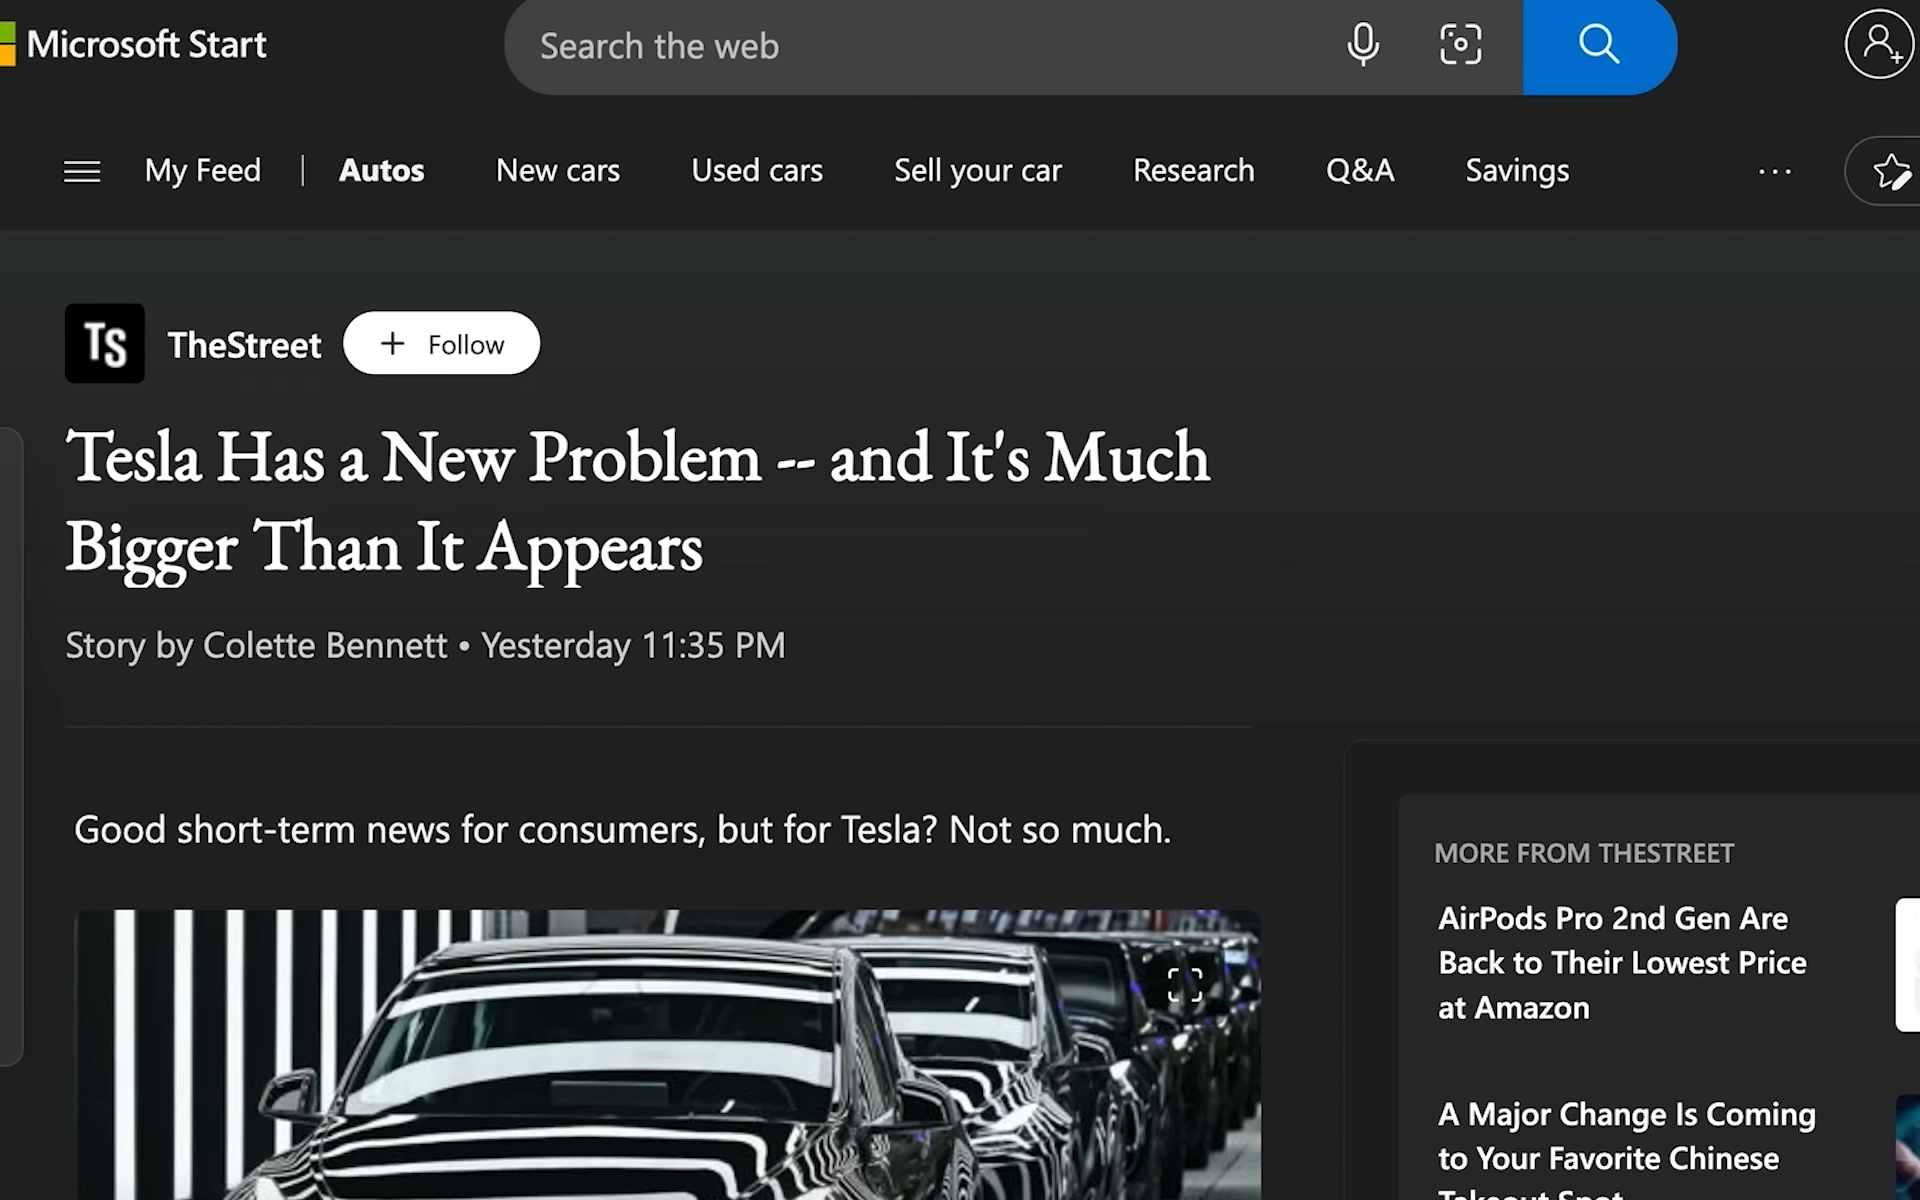 Microsoft Start
Search the web
My Feed | Autos New cars Used cars Sell your car Research Q&A Savings ...
TS TheStreet + Follow
Tesla Has a New Problem -- and It's Much
Bigger Than It Appears
Story by Colette Bennett • Yesterday 11:35 PM
Good short-term news for consumers, but for Tesla? Not so much.
MORE FROM THESTREET
AirPods Pro 2nd Gen Are
Back to Their Lowest Price
at Amazon
A Major Change Is Coming
to Your Favorite Chinese
Takeout Spot